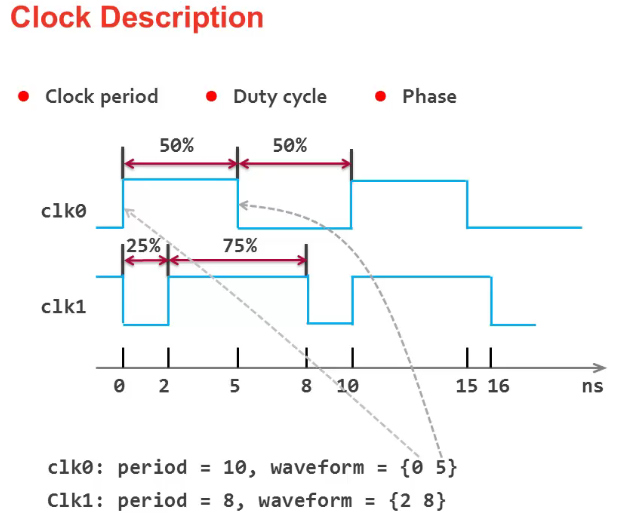 Clock Description
Clock period Duty cycle Phase
50% 50%
clk0
25% 75%
clk1
0 2 5 8 10 15 16 ns
clk0: period = 10, waveform = {0 5}
Clk1: period = 8, waveform = {2 8}